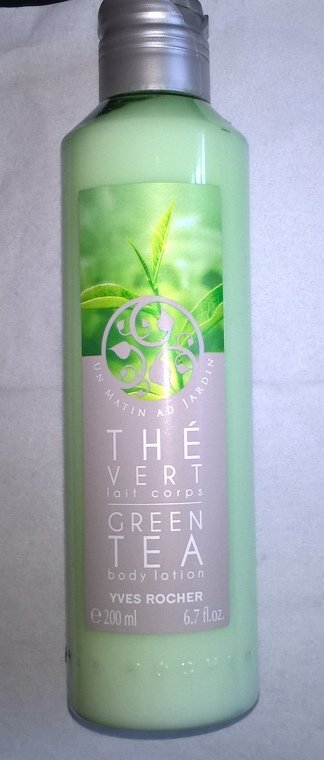 UN MATIN AU JARDIN
THÉ
VERT
lait corps
GREEN
TEA
body lotion
YVES ROCHER
℮ 200 ml 6.7 fl.oz.